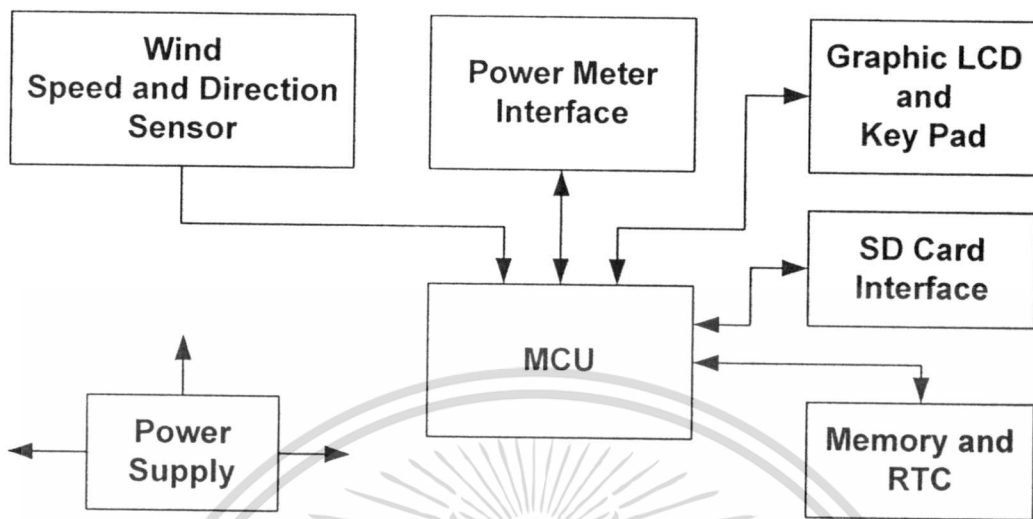 Wind
Speed and Direction
Sensor
Power Meter
Interface
Graphic LCD
and
Key Pad
SD Card
Interface
MCU
Power
Supply
Memory and
RTC